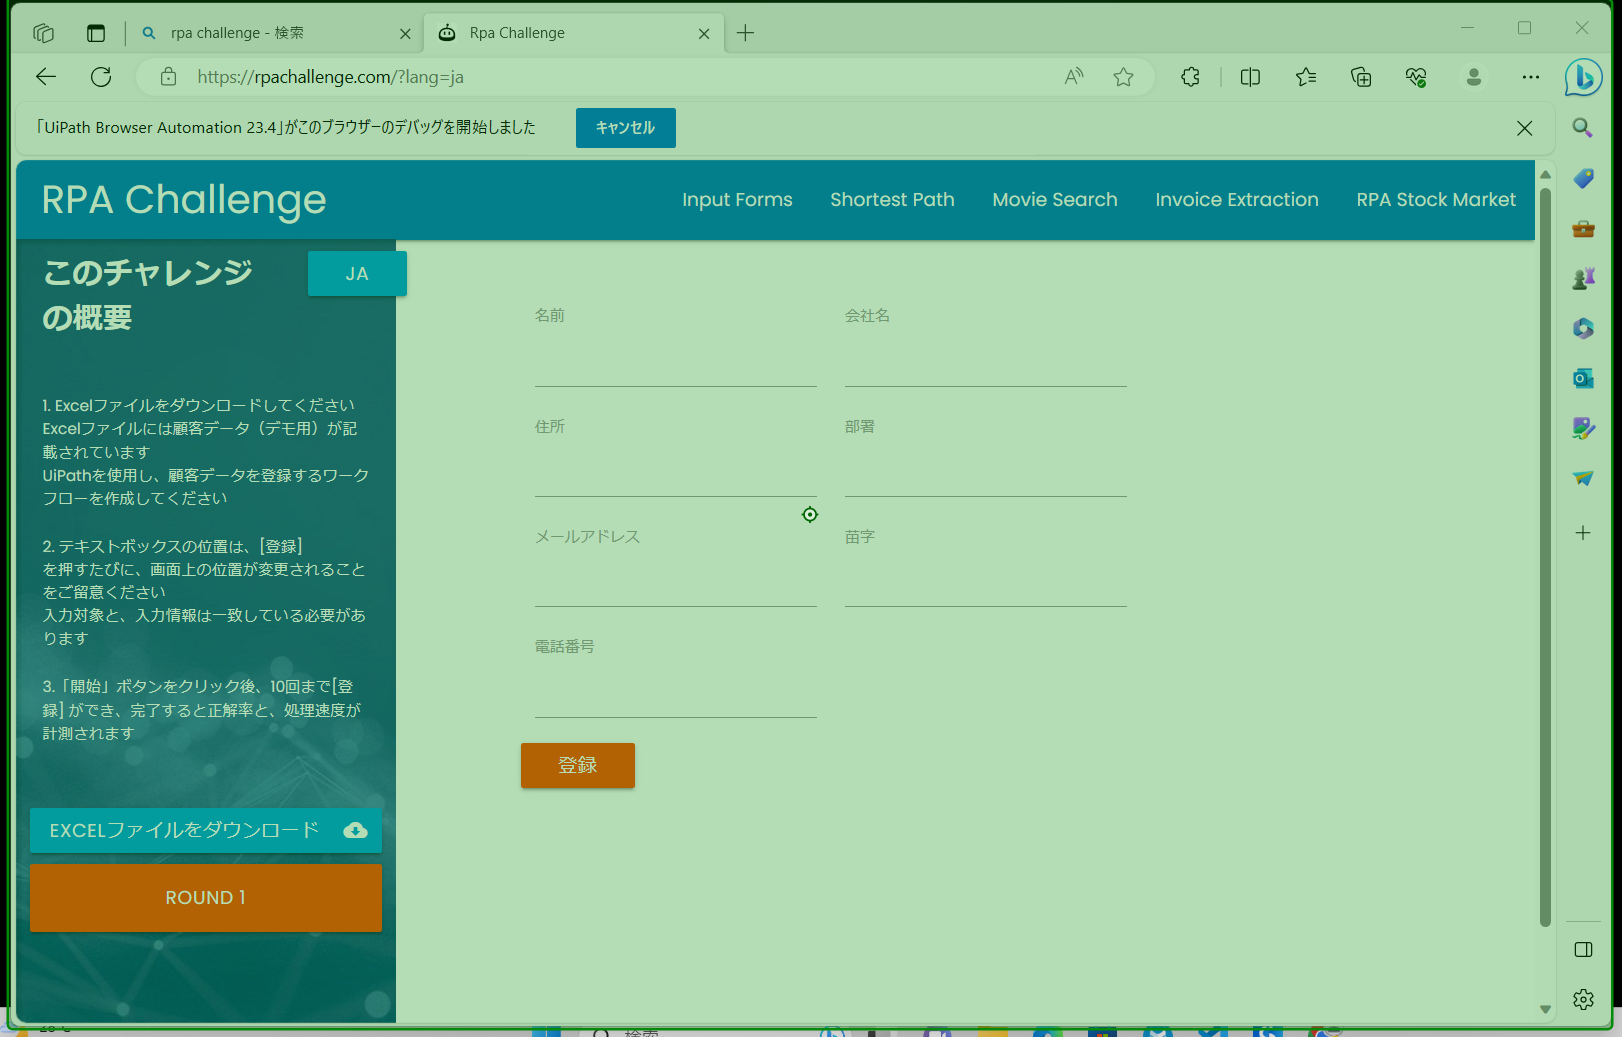 rpa challenge - 検索
Rpa Challenge
https://rpachallenge.com/?lang=ja
「UiPath Browser Automation 23.4」がこのブラウザーのデバッグを開始しました
キャンセル
RPA Challenge
Input Forms
Shortest Path
Movie Search
Invoice Extraction
RPA Stock Market
このチャレンジ
の概要
JA
1. Excelファイルをダウンロードしてください
Excelファイルには顧客データ（デモ用）が記
載されています
UiPathを使用し、顧客データを登録するワーク
フローを作成してください
2. テキストボックスの位置は、[登録]
を押すたびに、画面上の位置が変更されること
をご留意ください
入力対象と、入力情報は一致している必要があ
ります
3.「開始」ボタンをクリック後、10回まで[登
録] ができ、完了すると正解率と、処理速度が
計測されます
EXCELファイルをダウンロード
ROUND 1
名前
会社名
住所
部署
メールアドレス
苗字
電話番号
登録
検索